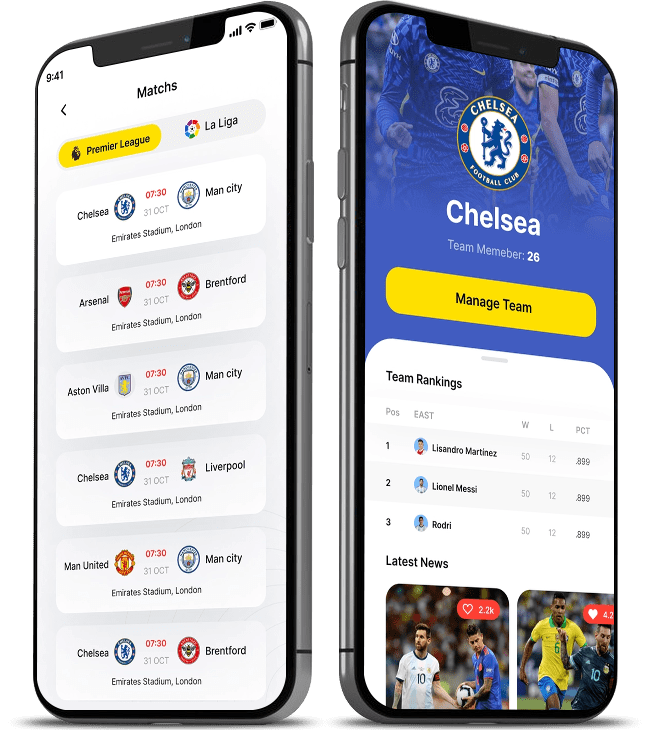 9:41
Matchs
Premier League
La Liga
Chelsea
07:30
31 OCT
Man city
Emirates Stadium, London
Arsenal
07:30
31 OCT
Brentford
Emirates Stadium, London
Aston Villa
07:30
31 OCT
Man city
Emirates Stadium, London
Chelsea
07:30
31 OCT
Liverpool
Emirates Stadium, London
Man United
07:30
31 OCT
Man city
Emirates Stadium, London
Chelsea
07:30
31 OCT
Brentford
Emirates Stadium, London
CHELSEA
FOOTBALL CLUB
Chelsea
Team Memeber: 26
Manage Team
Team Rankings
Pos EAST W L PCT
1 Lisandro Martínez 50 12 .899
2 Lionel Messi 50 12 .899
3 Rodri 50 12 .899
Latest News
2.2k
4.2
10
10